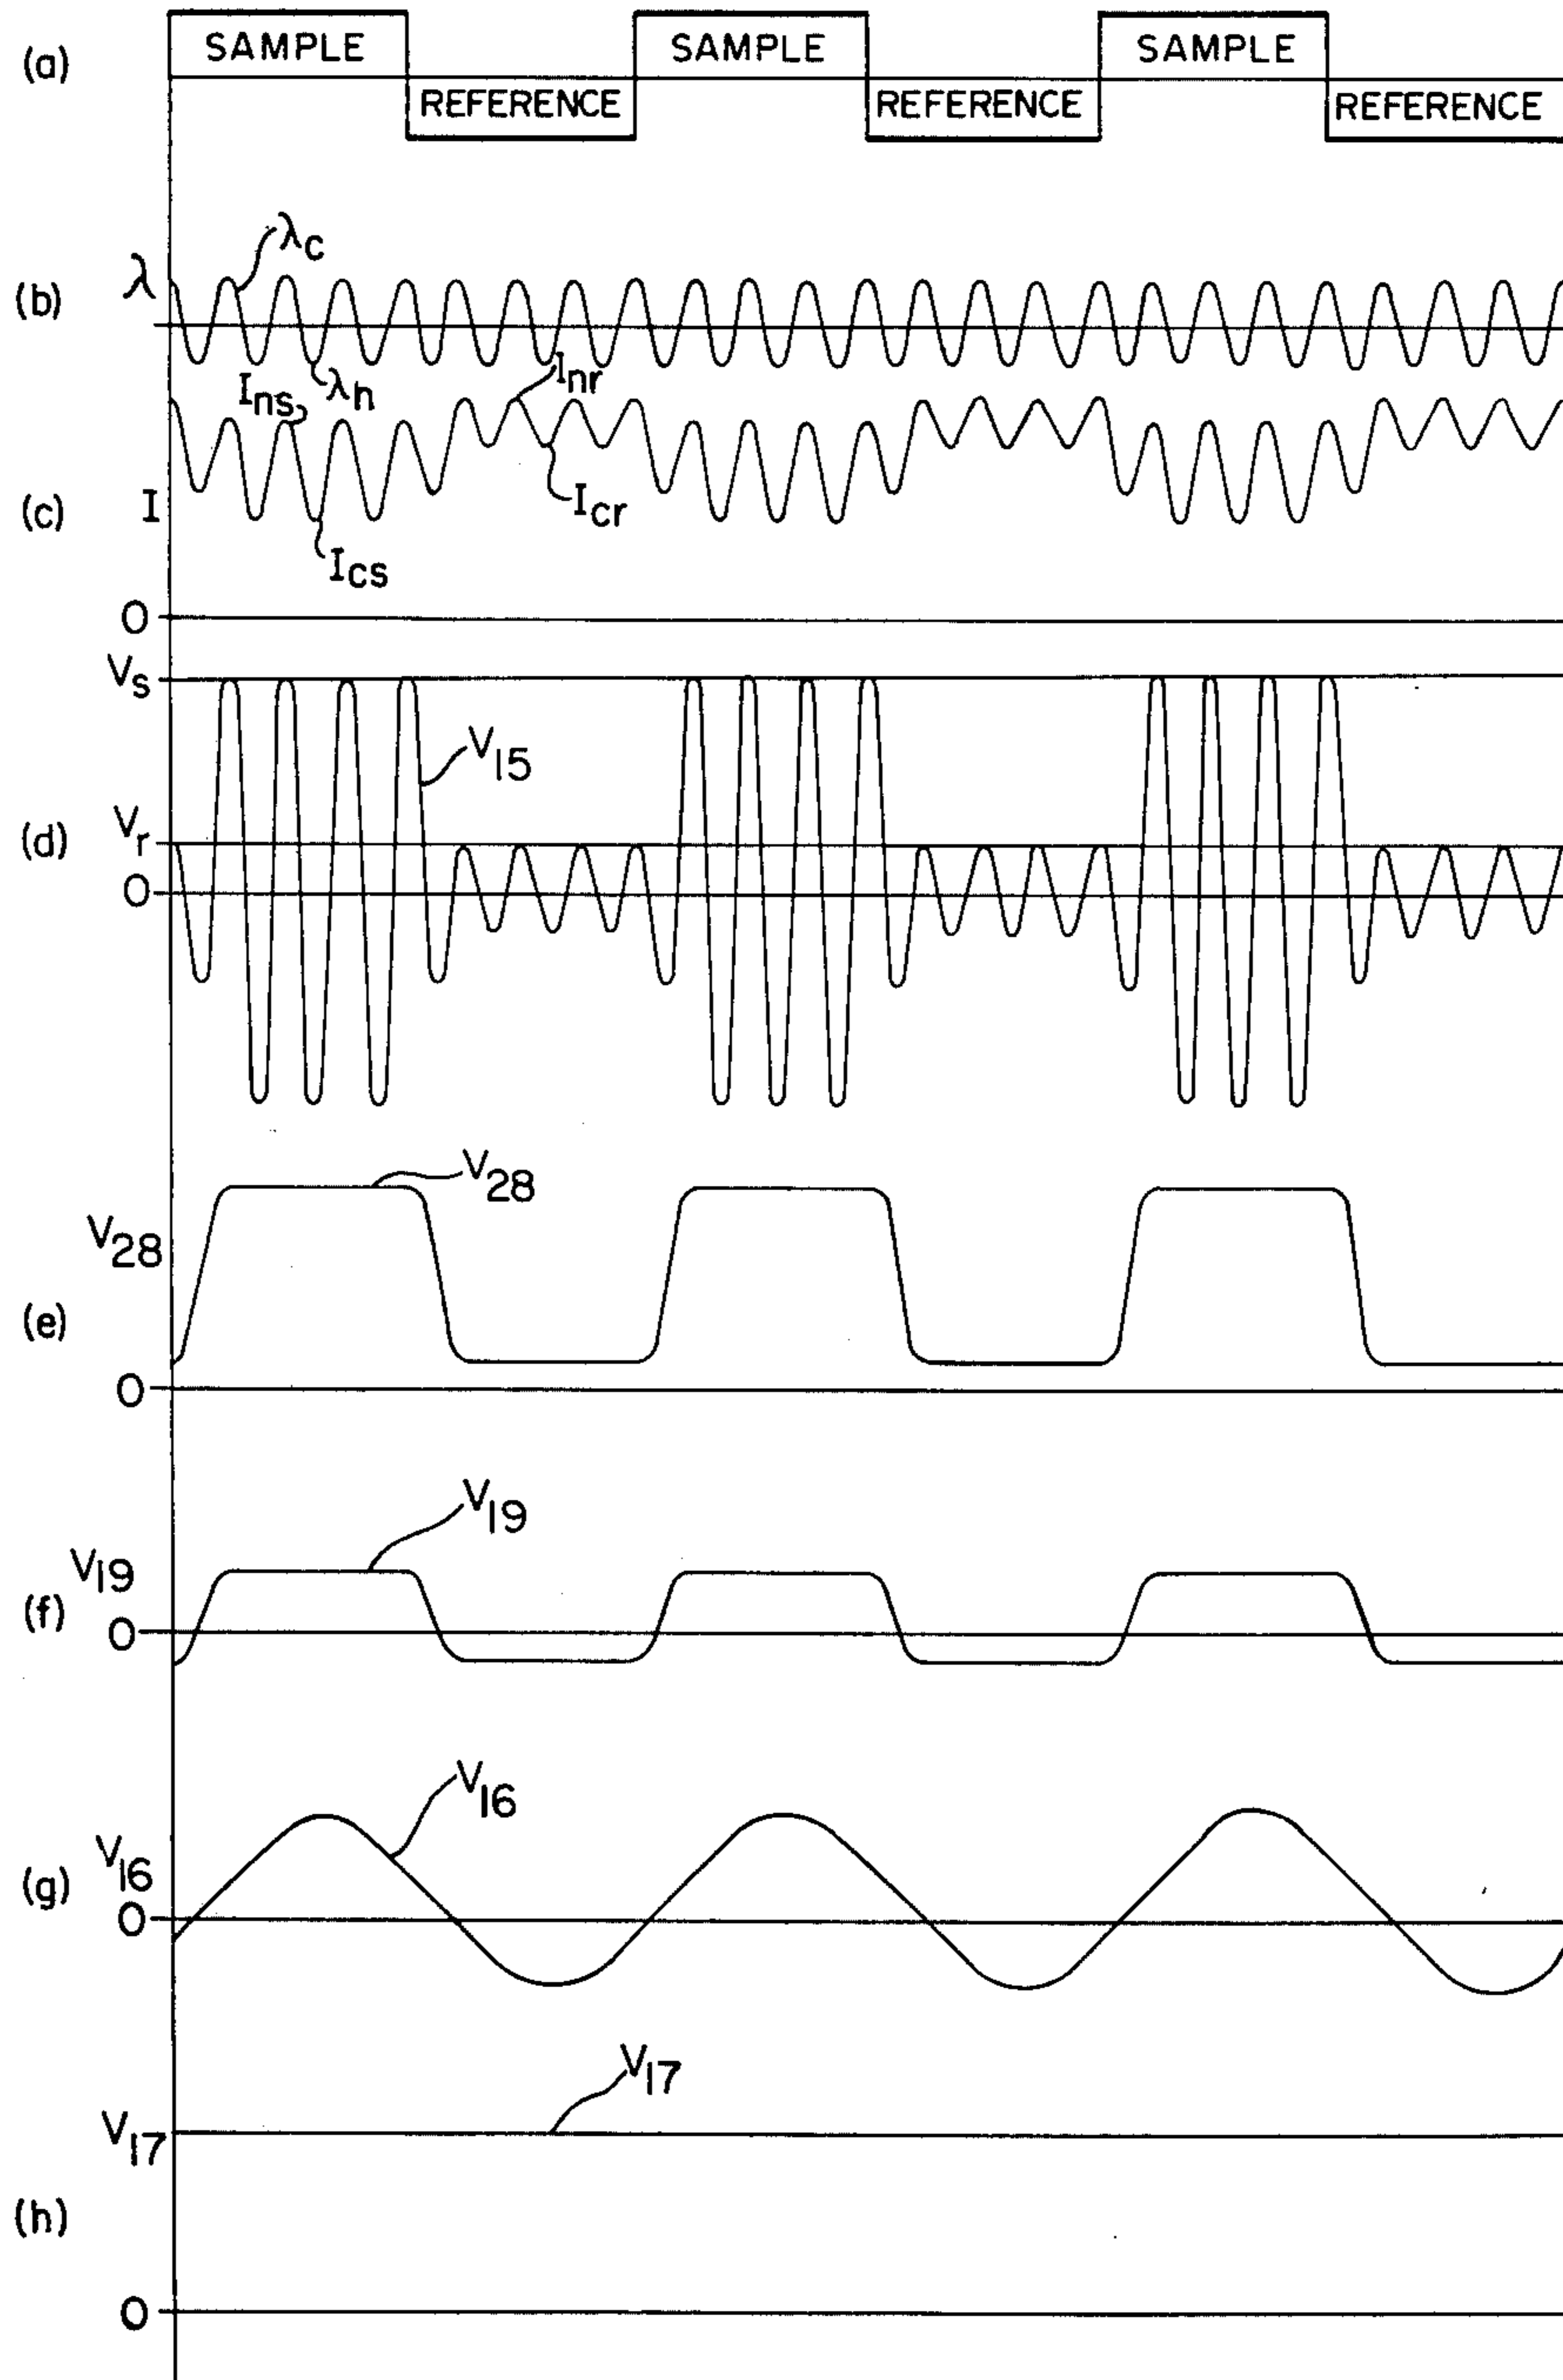 (a) SAMPLE SAMPLE SAMPLE
REFERENCE REFERENCE REFERENCE
λc
(b) λ
λh
Inr
Ins
(c) I
Icr
Ics
0
Vs
V15
(d) Vr
0
V28
V28
(e)
0
V19
V19
(f)
0
V16
V16
(g)
0
V17
V17
(h)
0